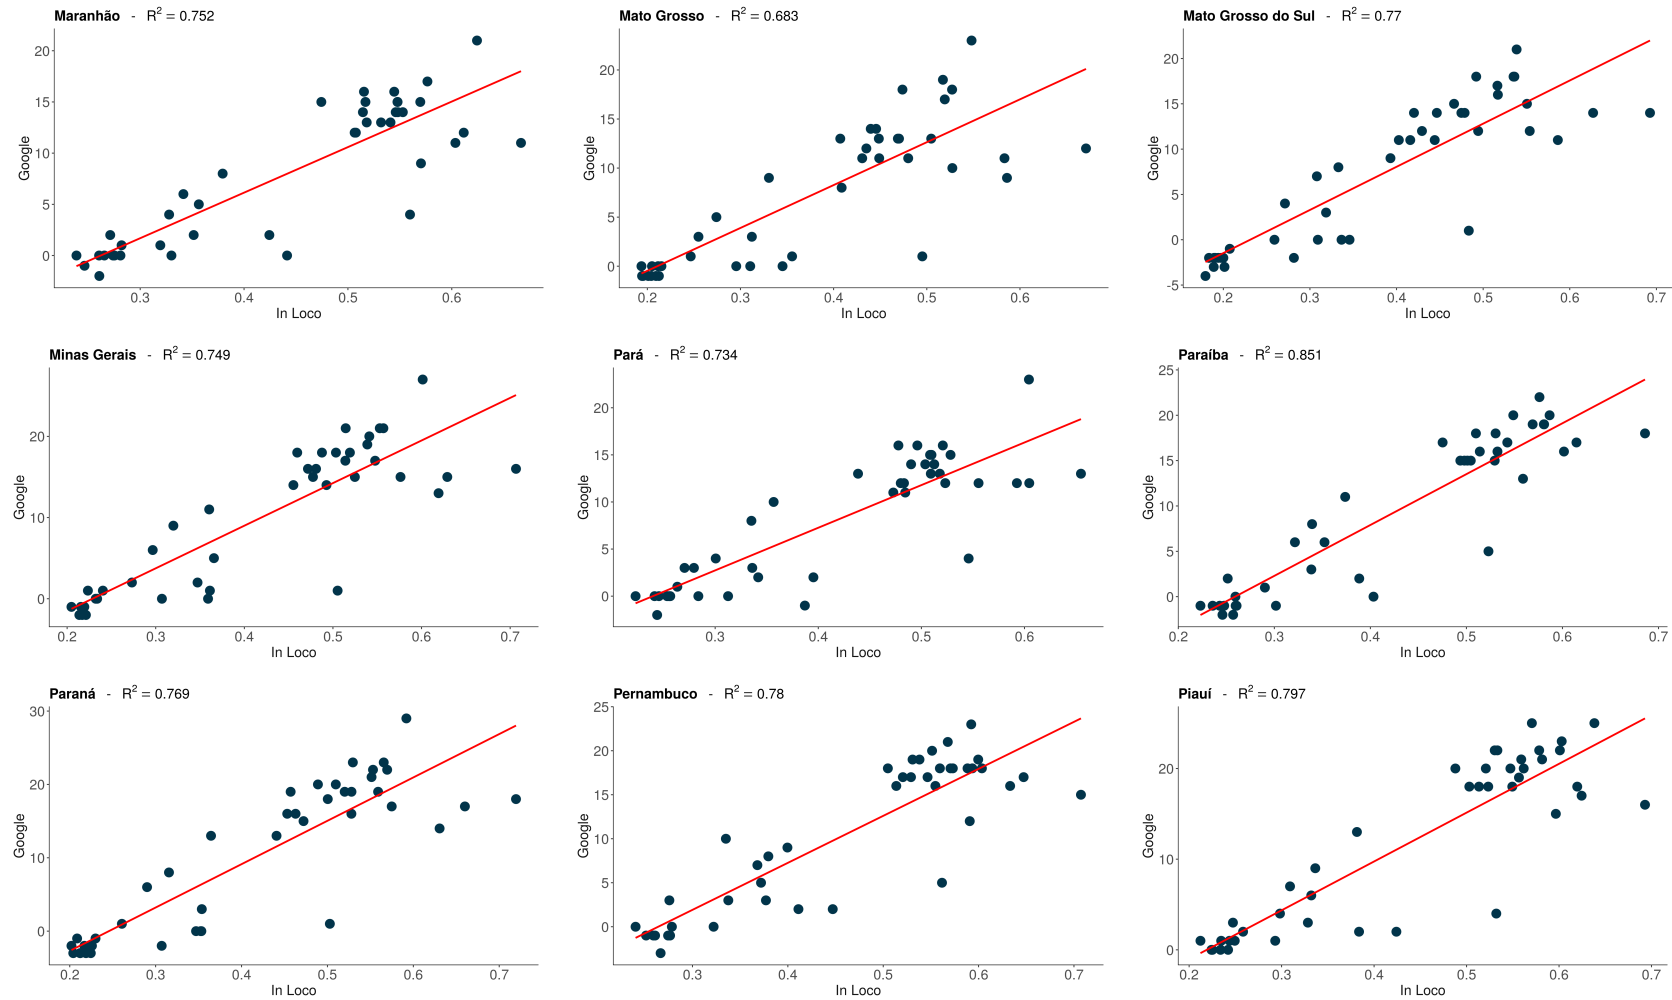 Maranhão - R² = 0.752
20
15
10
5
0
Google
0.3 0.4 0.5 0.6
In Loco
Mato Grosso - R² = 0.683
20
15
10
5
0
Google
0.2 0.3 0.4 0.5 0.6
In Loco
Mato Grosso do Sul - R² = 0.77
20
15
10
5
0
-5
Google
0.2 0.3 0.4 0.5 0.6 0.7
In Loco
Minas Gerais - R² = 0.749
20
10
0
Google
0.2 0.3 0.4 0.5 0.6 0.7
In Loco
Pará - R² = 0.734
20
15
10
5
0
Google
0.3 0.4 0.5 0.6
In Loco
Paraíba - R² = 0.851
25
20
15
10
5
0
Google
0.2 0.3 0.4 0.5 0.6 0.7
In Loco
Paraná - R² = 0.769
30
20
10
0
Google
0.2 0.3 0.4 0.5 0.6 0.7
In Loco
Pernambuco - R² = 0.78
25
20
15
10
5
0
Google
0.3 0.5 0.6 0.7
In Loco
Piauí - R² = 0.797
20
10
0
Google
0.2 0.3 0.4 0.5 0.6 0.7
In Loco